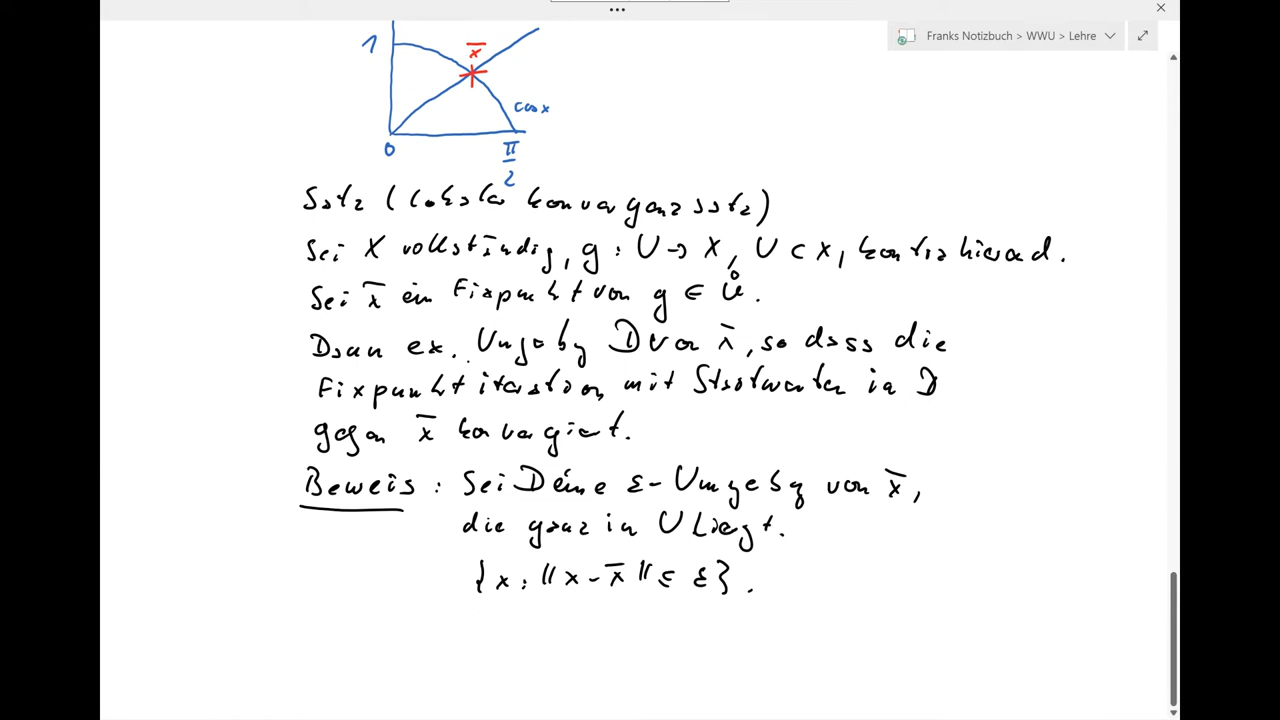 Franks Notizbuch > WWU > Lehre
1
x̄
cos x
0
π/2
Satz (Lokaler Konvergenzsatz)
Sei X vollständig, g : U → X, U ⊂ X, kontrahierend.
Sei x̄ ein Fixpunkt von g ∈ Ů.
Dann ex. Umgebg D von x̄, so dass die
Fixpunktiteration mit Startwerten in D
gegen x̄ konvergiert.
Beweis : Sei D eine ε-Umgebg von x̄,
die ganz in U liegt.
{x : ||x - x̄|| ≤ ε} .